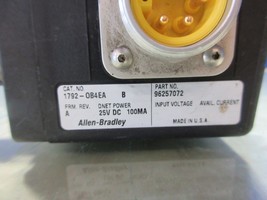 CAT. NO. PART NO.
1792-OB4EA B 96257072
FRM. REV. DNET POWER INPUT VOLTAGE AVAIL. CURRENT
A 25V DC 100MA
Allen-Bradley MADE IN U.S.A.